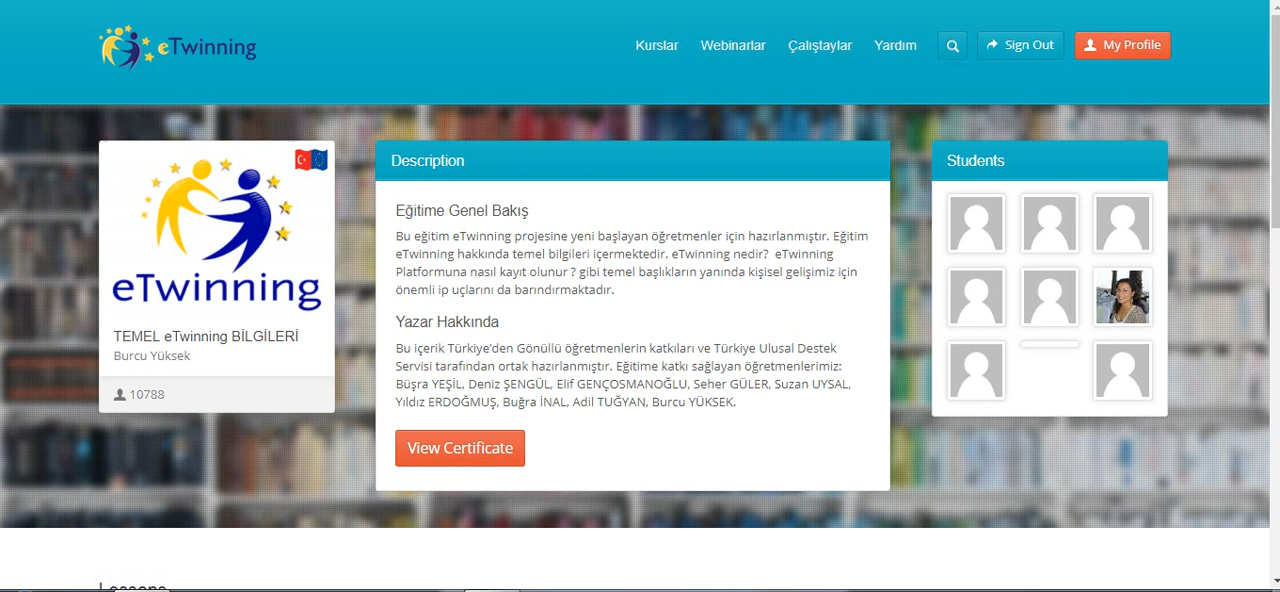 eTwinning
Kurslar Webinarlar Çalıştaylar Yardım Sign Out My Profile
eTwinning
TEMEL eTwinning BİLGİLERİ
Burcu Yüksek
10788
Description
Eğitime Genel Bakış
Bu eğitim eTwinning projesine yeni başlayan öğretmenler için hazırlanmıştır. Eğitim
eTwinning hakkında temel bilgileri içermektedir. eTwinning nedir? eTwinning
Platformuna nasıl kayıt olunur ? gibi temel başlıkların yanında kişisel gelişimiz için
önemli ip uçlarını da barındırmaktadır.
Yazar Hakkında
Bu içerik Türkiye’den Gönüllü öğretmenlerin katkıları ve Türkiye Ulusal Destek
Servisi tarafından ortak hazırlanmıştır. Eğitime katkı sağlayan öğretmenlerimiz:
Büşra YEŞİL, Deniz ŞENGÜL, Elif GENÇOSMANOĞLU, Seher GÜLER, Suzan UYSAL,
Yıldız ERDOĞMUŞ, Buğra İNAL, Adil TUĞYAN, Burcu YÜKSEK.
View Certificate
Students
Lessons